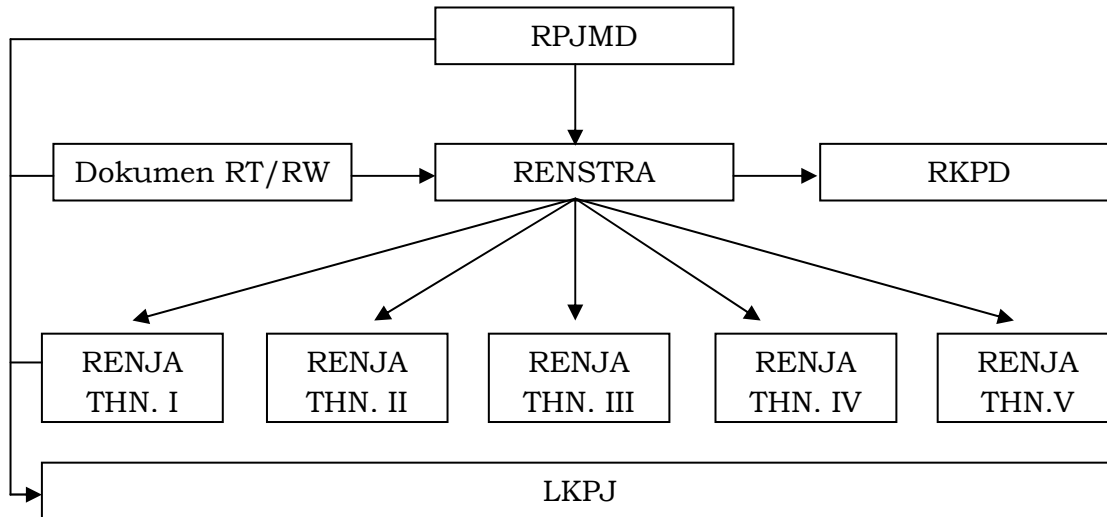 RPJMD
Dokumen RT/RW
RENSTRA
RKPD
RENJA
THN. I
RENJA
THN. II
RENJA
THN. III
RENJA
THN. IV
RENJA
THN.V
LKPJ